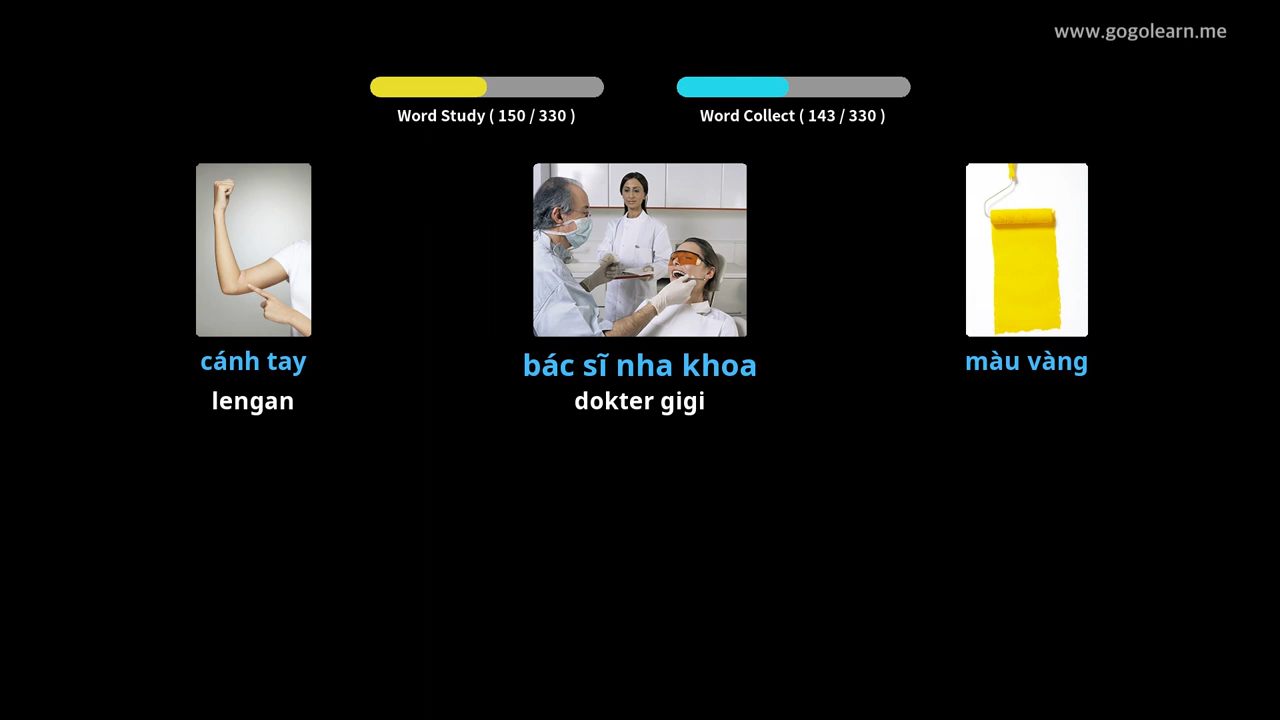 www.gogolearn.me
Word Study ( 150 / 330 )
Word Collect ( 143 / 330 )
cánh tay
lengan
bác sĩ nha khoa
dokter gigi
màu vàng